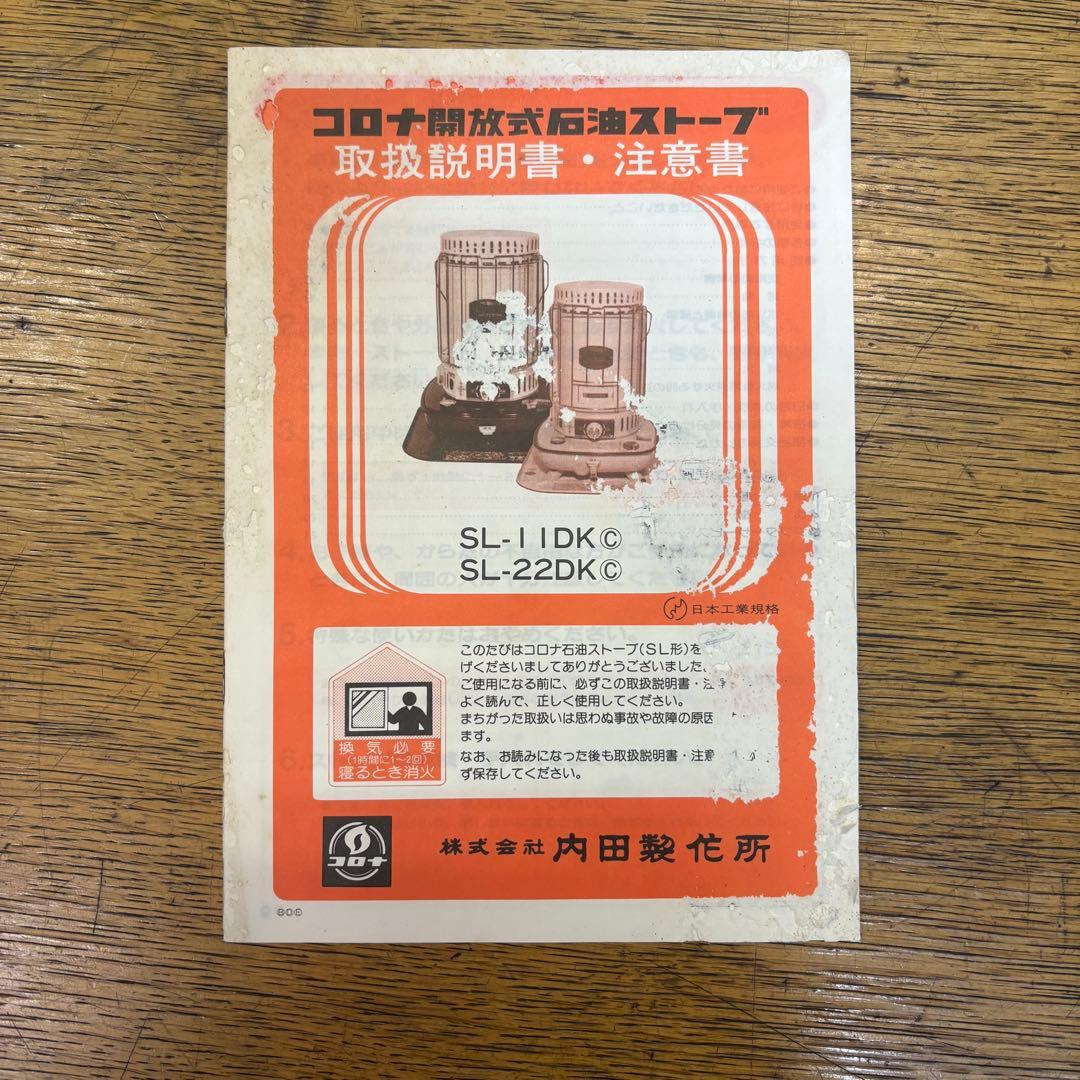 コロナ開放式石油ストーブ
取扱説明書・注意書
SL-11DKⒸ
SL-22DKⒸ
日本工業規格
このたびはコロナ石油ストーブ(SL形)を
げくださいましてありがとうございました
ご使用になる前に、必ずこの取扱説明書・注
よく読んで、正しく使用してください。
まちがった取扱いは思わぬ事故や故障の原因
ます。
なお、お読みになった後も取扱説明書・注意
ず保存してください。
換気必要
(1時間に1〜2回)
寝るとき消火
コロナ
株式会社 内田製作所